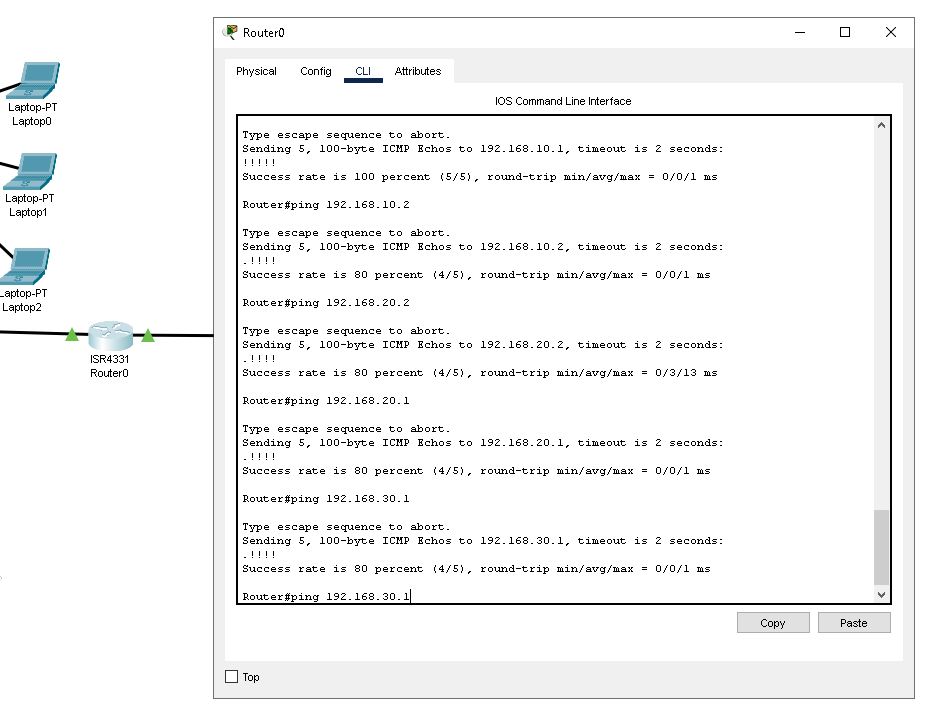 Router0
Physical Config CLI Attributes
IOS Command Line Interface
Type escape sequence to abort.
Sending 5, 100-byte ICMP Echos to 192.168.10.1, timeout is 2 seconds:
!!!!!
Success rate is 100 percent (5/5), round-trip min/avg/max = 0/0/1 ms
Router#ping 192.168.10.2
Type escape sequence to abort.
Sending 5, 100-byte ICMP Echos to 192.168.10.2, timeout is 2 seconds:
.!!!!
Success rate is 80 percent (4/5), round-trip min/avg/max = 0/0/1 ms
Router#ping 192.168.20.2
Type escape sequence to abort.
Sending 5, 100-byte ICMP Echos to 192.168.20.2, timeout is 2 seconds:
.!!!!
Success rate is 80 percent (4/5), round-trip min/avg/max = 0/3/13 ms
Router#ping 192.168.20.1
Type escape sequence to abort.
Sending 5, 100-byte ICMP Echos to 192.168.20.1, timeout is 2 seconds:
.!!!!
Success rate is 80 percent (4/5), round-trip min/avg/max = 0/0/1 ms
Router#ping 192.168.30.1
Type escape sequence to abort.
Sending 5, 100-byte ICMP Echos to 192.168.30.1, timeout is 2 seconds:
.!!!!
Success rate is 80 percent (4/5), round-trip min/avg/max = 0/0/1 ms
Router#ping 192.168.30.1
Copy Paste
Top
Laptop-PT
Laptop0
Laptop-PT
Laptop1
Laptop-PT
Laptop2
ISR4331
Router0